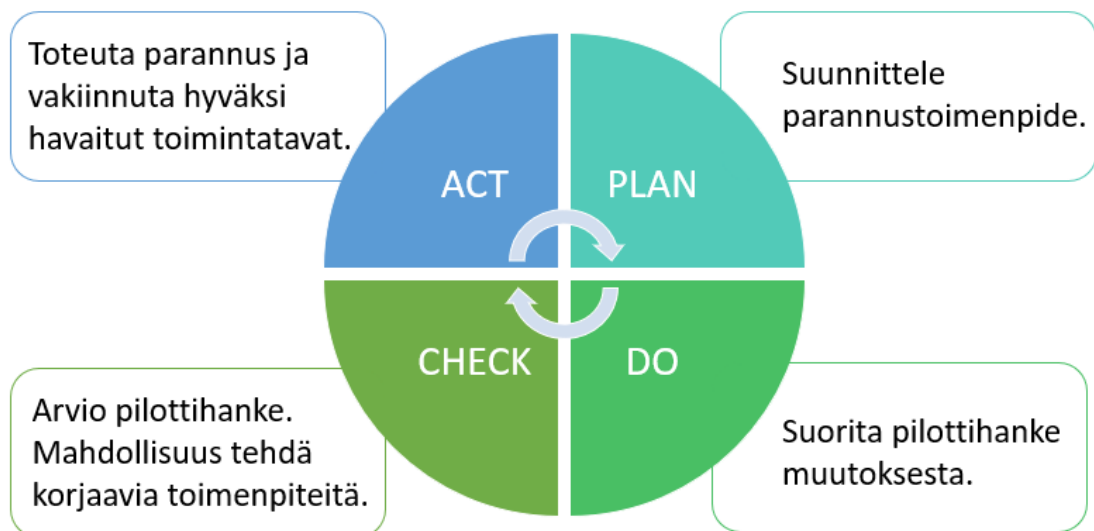 Toteuta parannus ja
vakiinnuta hyväksi
havaitut toimintatavat.
Suunnittele
parannustoimenpide.
ACT
PLAN
CHECK
DO
Arvio pilottihanke.
Mahdollisuus tehdä
korjaavia toimenpiteitä.
Suorita pilottihanke
muutoksesta.